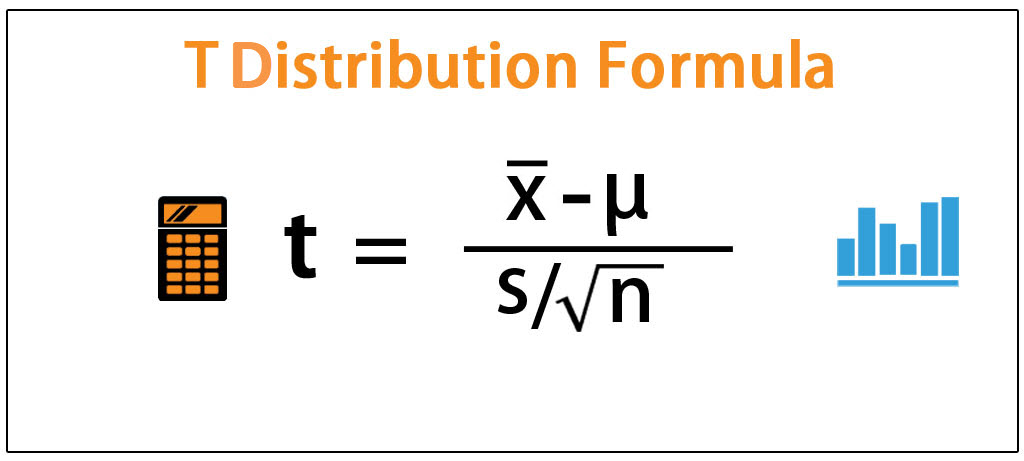 T Distribution Formula
t = x̄ - μ
S/√n